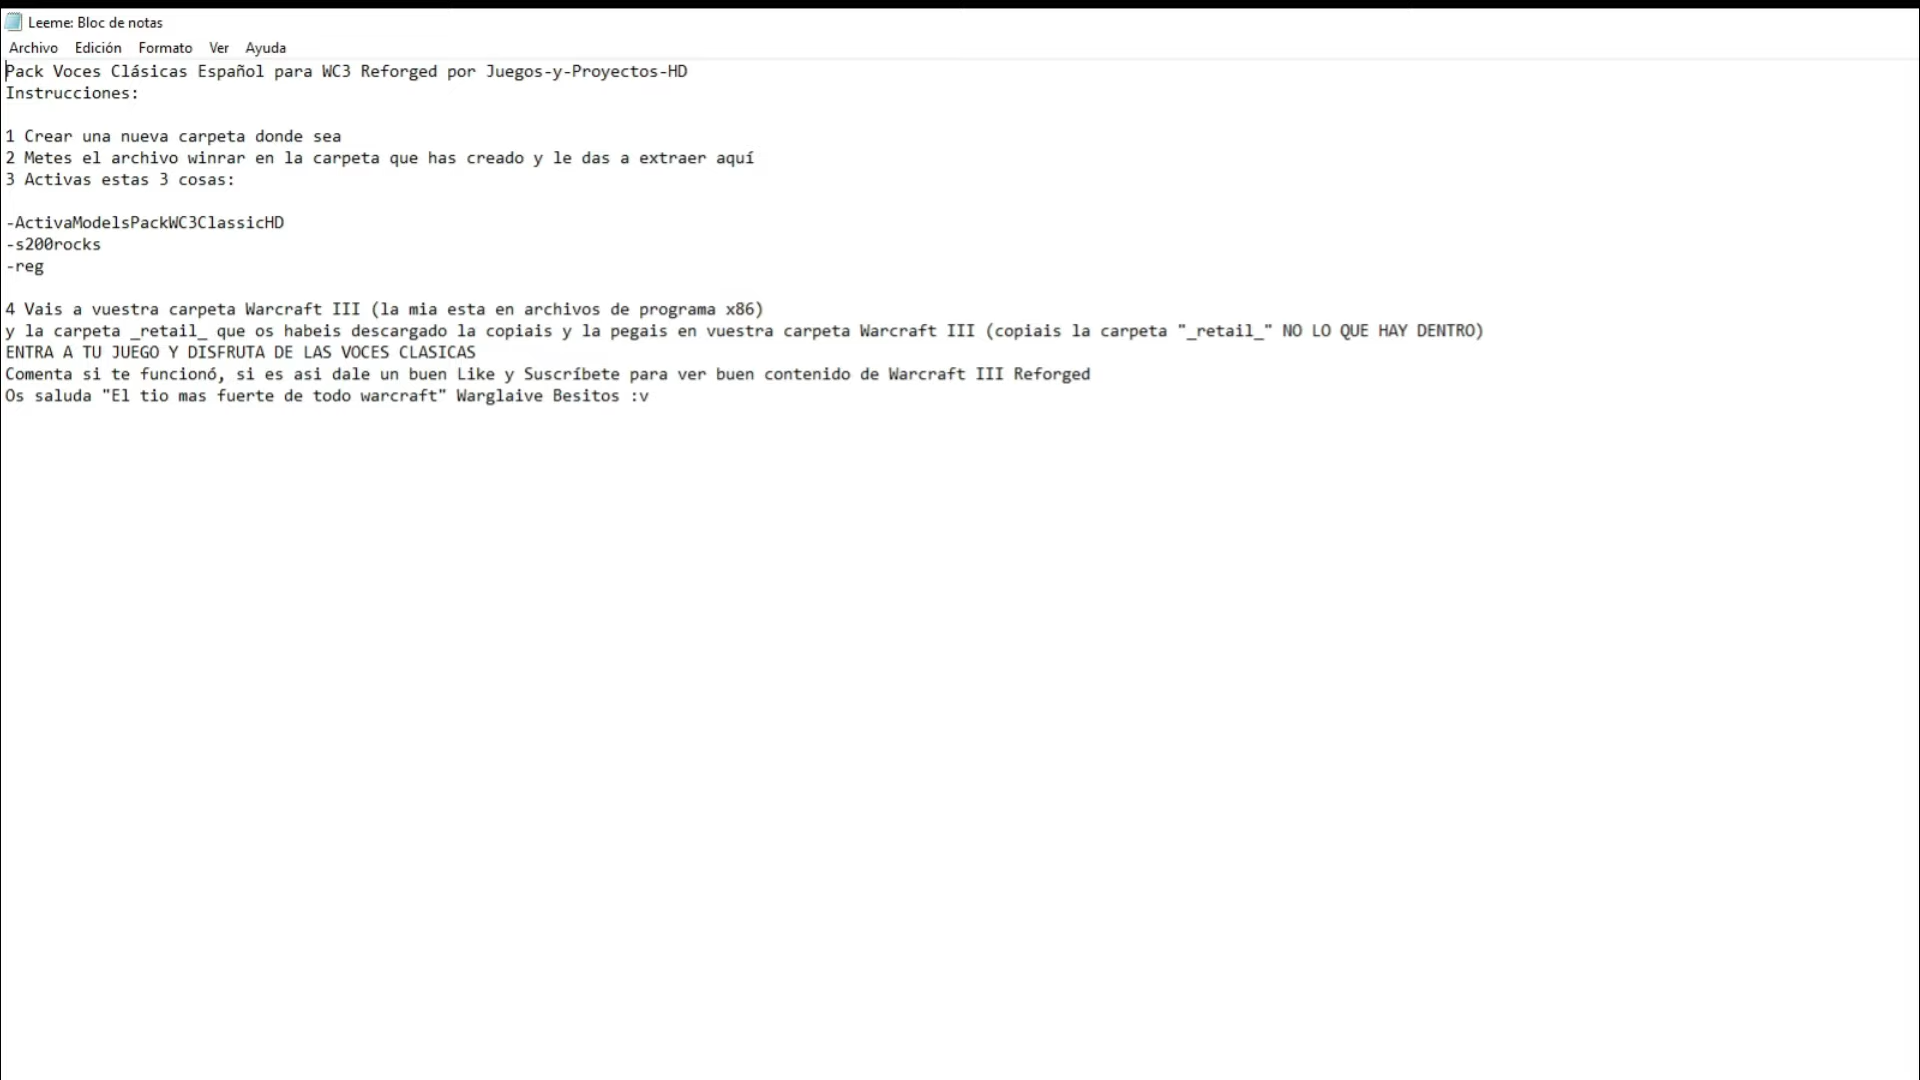 Leeme: Bloc de notas
Archivo Edición Formato Ver Ayuda
Pack Voces Clásicas Español para WC3 Reforged por Juegos-y-Proyectos-HD
Instrucciones:
1 Crear una nueva carpeta donde sea
2 Metes el archivo winrar en la carpeta que has creado y le das a extraer aquí
3 Activas estas 3 cosas:
-ActivaModelsPackWC3ClassicHD
-s200rocks
-reg
4 Vais a vuestra carpeta Warcraft III (la mia esta en archivos de programa x86)
y la carpeta _retail_ que os habeis descargado la copiais y la pegais en vuestra carpeta Warcraft III (copiais la carpeta "_retail_" NO LO QUE HAY DENTRO)
ENTRA A TU JUEGO Y DISFRUTA DE LAS VOCES CLASICAS
Comenta si te funcionó, si es asi dale un buen Like y Suscríbete para ver buen contenido de Warcraft III Reforged
Os saluda "El tio mas fuerte de todo warcraft" Warglaive Besitos :v